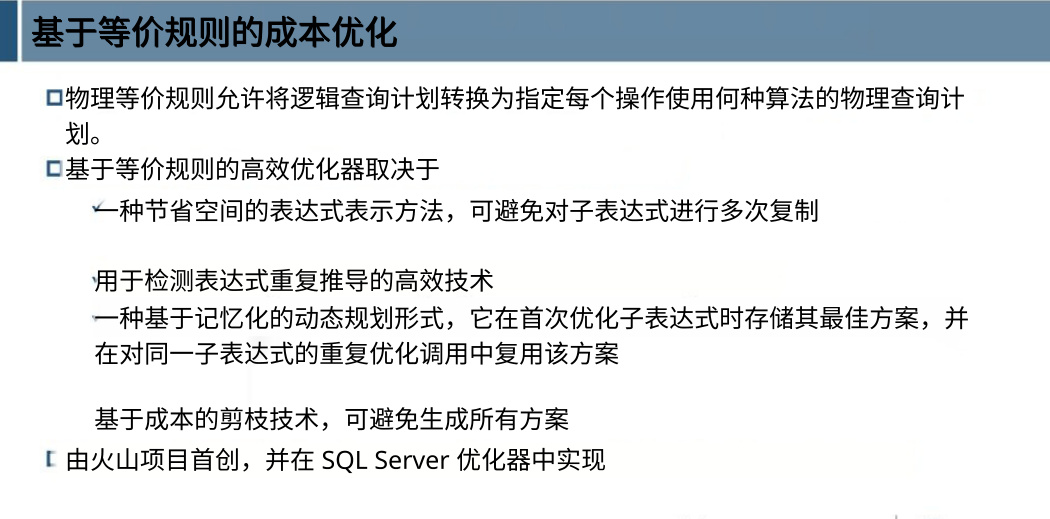 基于等价规则的成本优化
物理等价规则允许将逻辑查询计划转换为指定每个操作使用何种算法的物理查询计
划。
基于等价规则的高效优化器取决于
一种节省空间的表达式表示方法，可避免对子表达式进行多次复制
用于检测表达式重复推导的高效技术
一种基于记忆化的动态规划形式，它在首次优化子表达式时存储其最佳方案，并
在对同一子表达式的重复优化调用中复用该方案
基于成本的剪枝技术，可避免生成所有方案
由火山项目首创，并在 SQL Server 优化器中实现